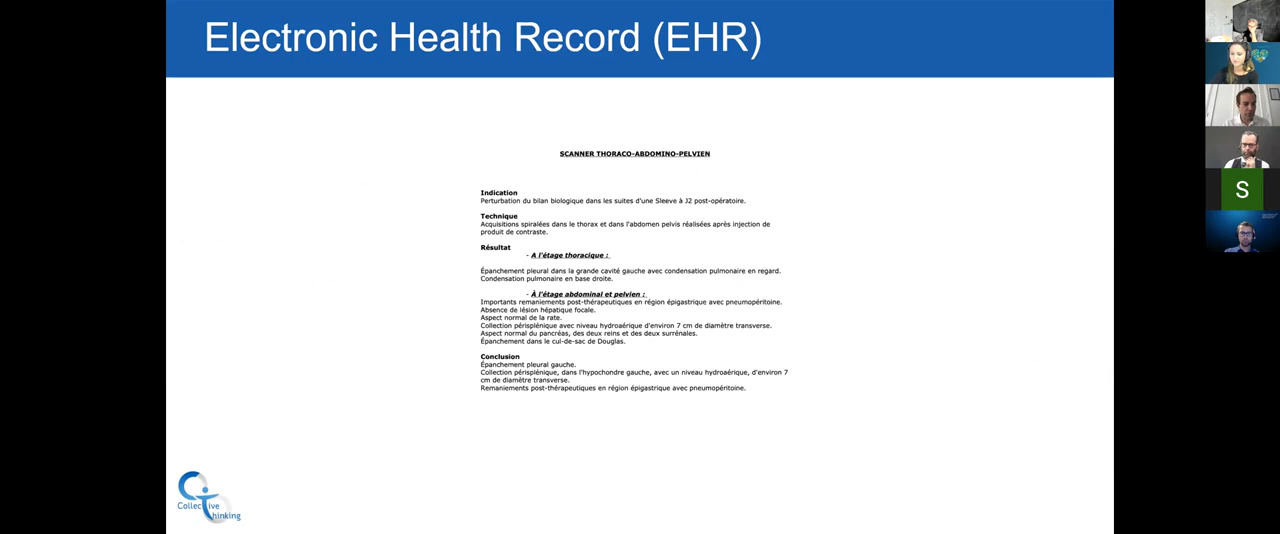 Electronic Health Record (EHR)
SCANNER THORACO-ABDOMINO-PELVIEN
Indication
Perturbation du bilan biologique dans les suites d'une Sleeve à J2 post-opératoire.
Technique
Acquisitions spiralées dans le thorax et dans l'abdomen pelvis réalisées après injection de
produit de contraste.
Résultat
- A l'étage thoracique :
Épanchement pleural dans la grande cavité gauche avec condensation pulmonaire en regard.
Condensation pulmonaire en base droite.
- À l'étage abdominal et pelvien :
Importants remaniements post-thérapeutiques en région épigastrique avec pneumopéritoine.
Absence de lésion hépatique focale.
Aspect normal de la rate.
Collection périsplénique avec niveau hydroaérique d'environ 7 cm de diamètre transverse.
Aspect normal du pancréas, des deux reins et des deux surrénales.
Épanchement dans le cul-de-sac de Douglas.
Conclusion
Épanchement pleural gauche.
Collection périsplénique, dans l'hypochondre gauche, avec un niveau hydroaérique, d'environ 7
cm de diamètre transverse.
Remaniements post-thérapeutiques en région épigastrique avec pneumopéritoine.
Collective
Thinking
S